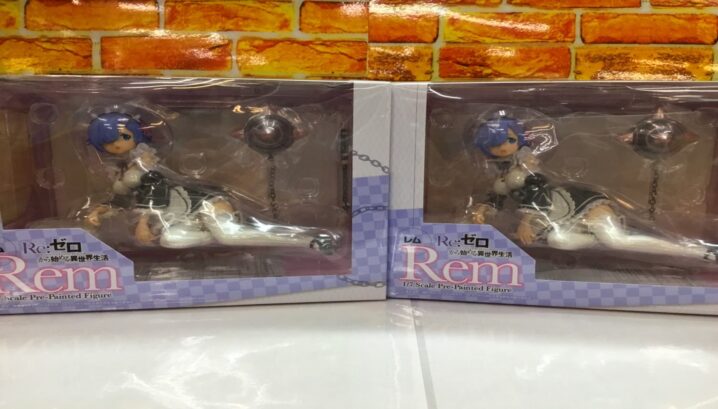 レム
Re:ゼロ
から始める異世界生活
Rem
Scale Pre-Painted Figure
レム
Re:ゼロ
から始める異世界生活
Rem
1/7 Scale Pre-Painted Figure